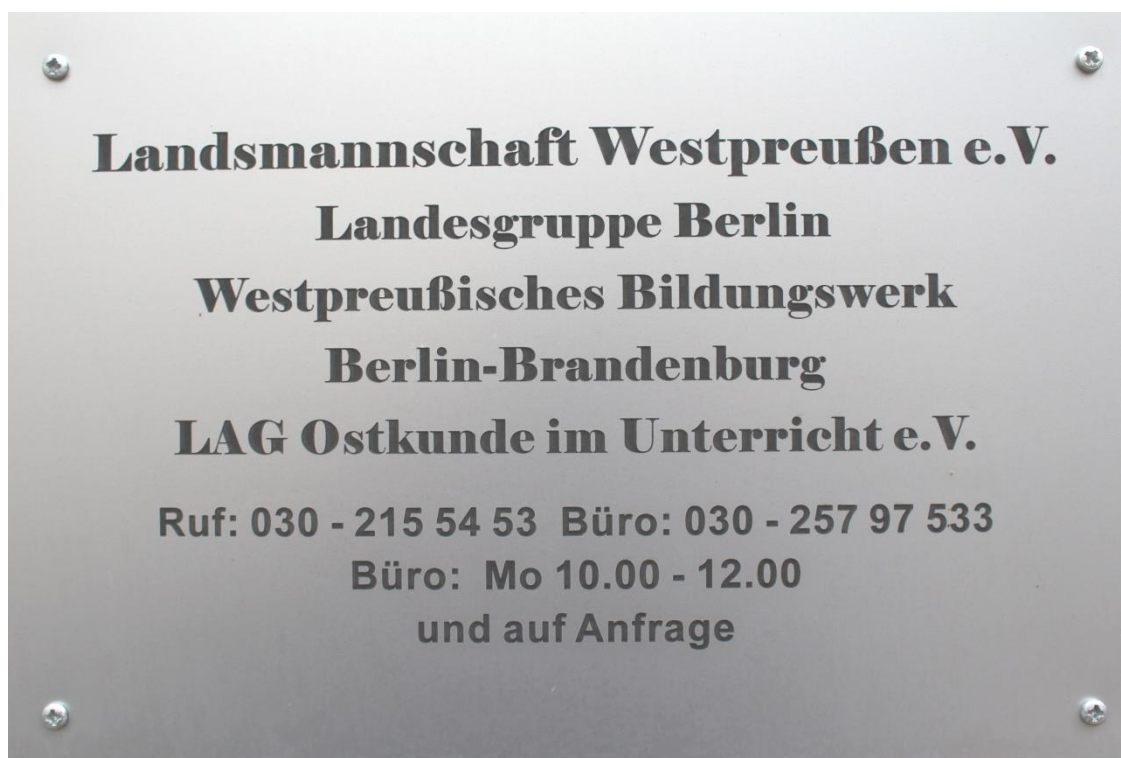 Landsmannschaft Westpreußen e.V.
Landesgruppe Berlin
Westpreußisches Bildungswerk
Berlin-Brandenburg
LAG Ostkunde im Unterricht e.V.
Ruf: 030 - 215 54 53 Büro: 030 - 257 97 533
Büro: Mo 10.00 - 12.00
und auf Anfrage